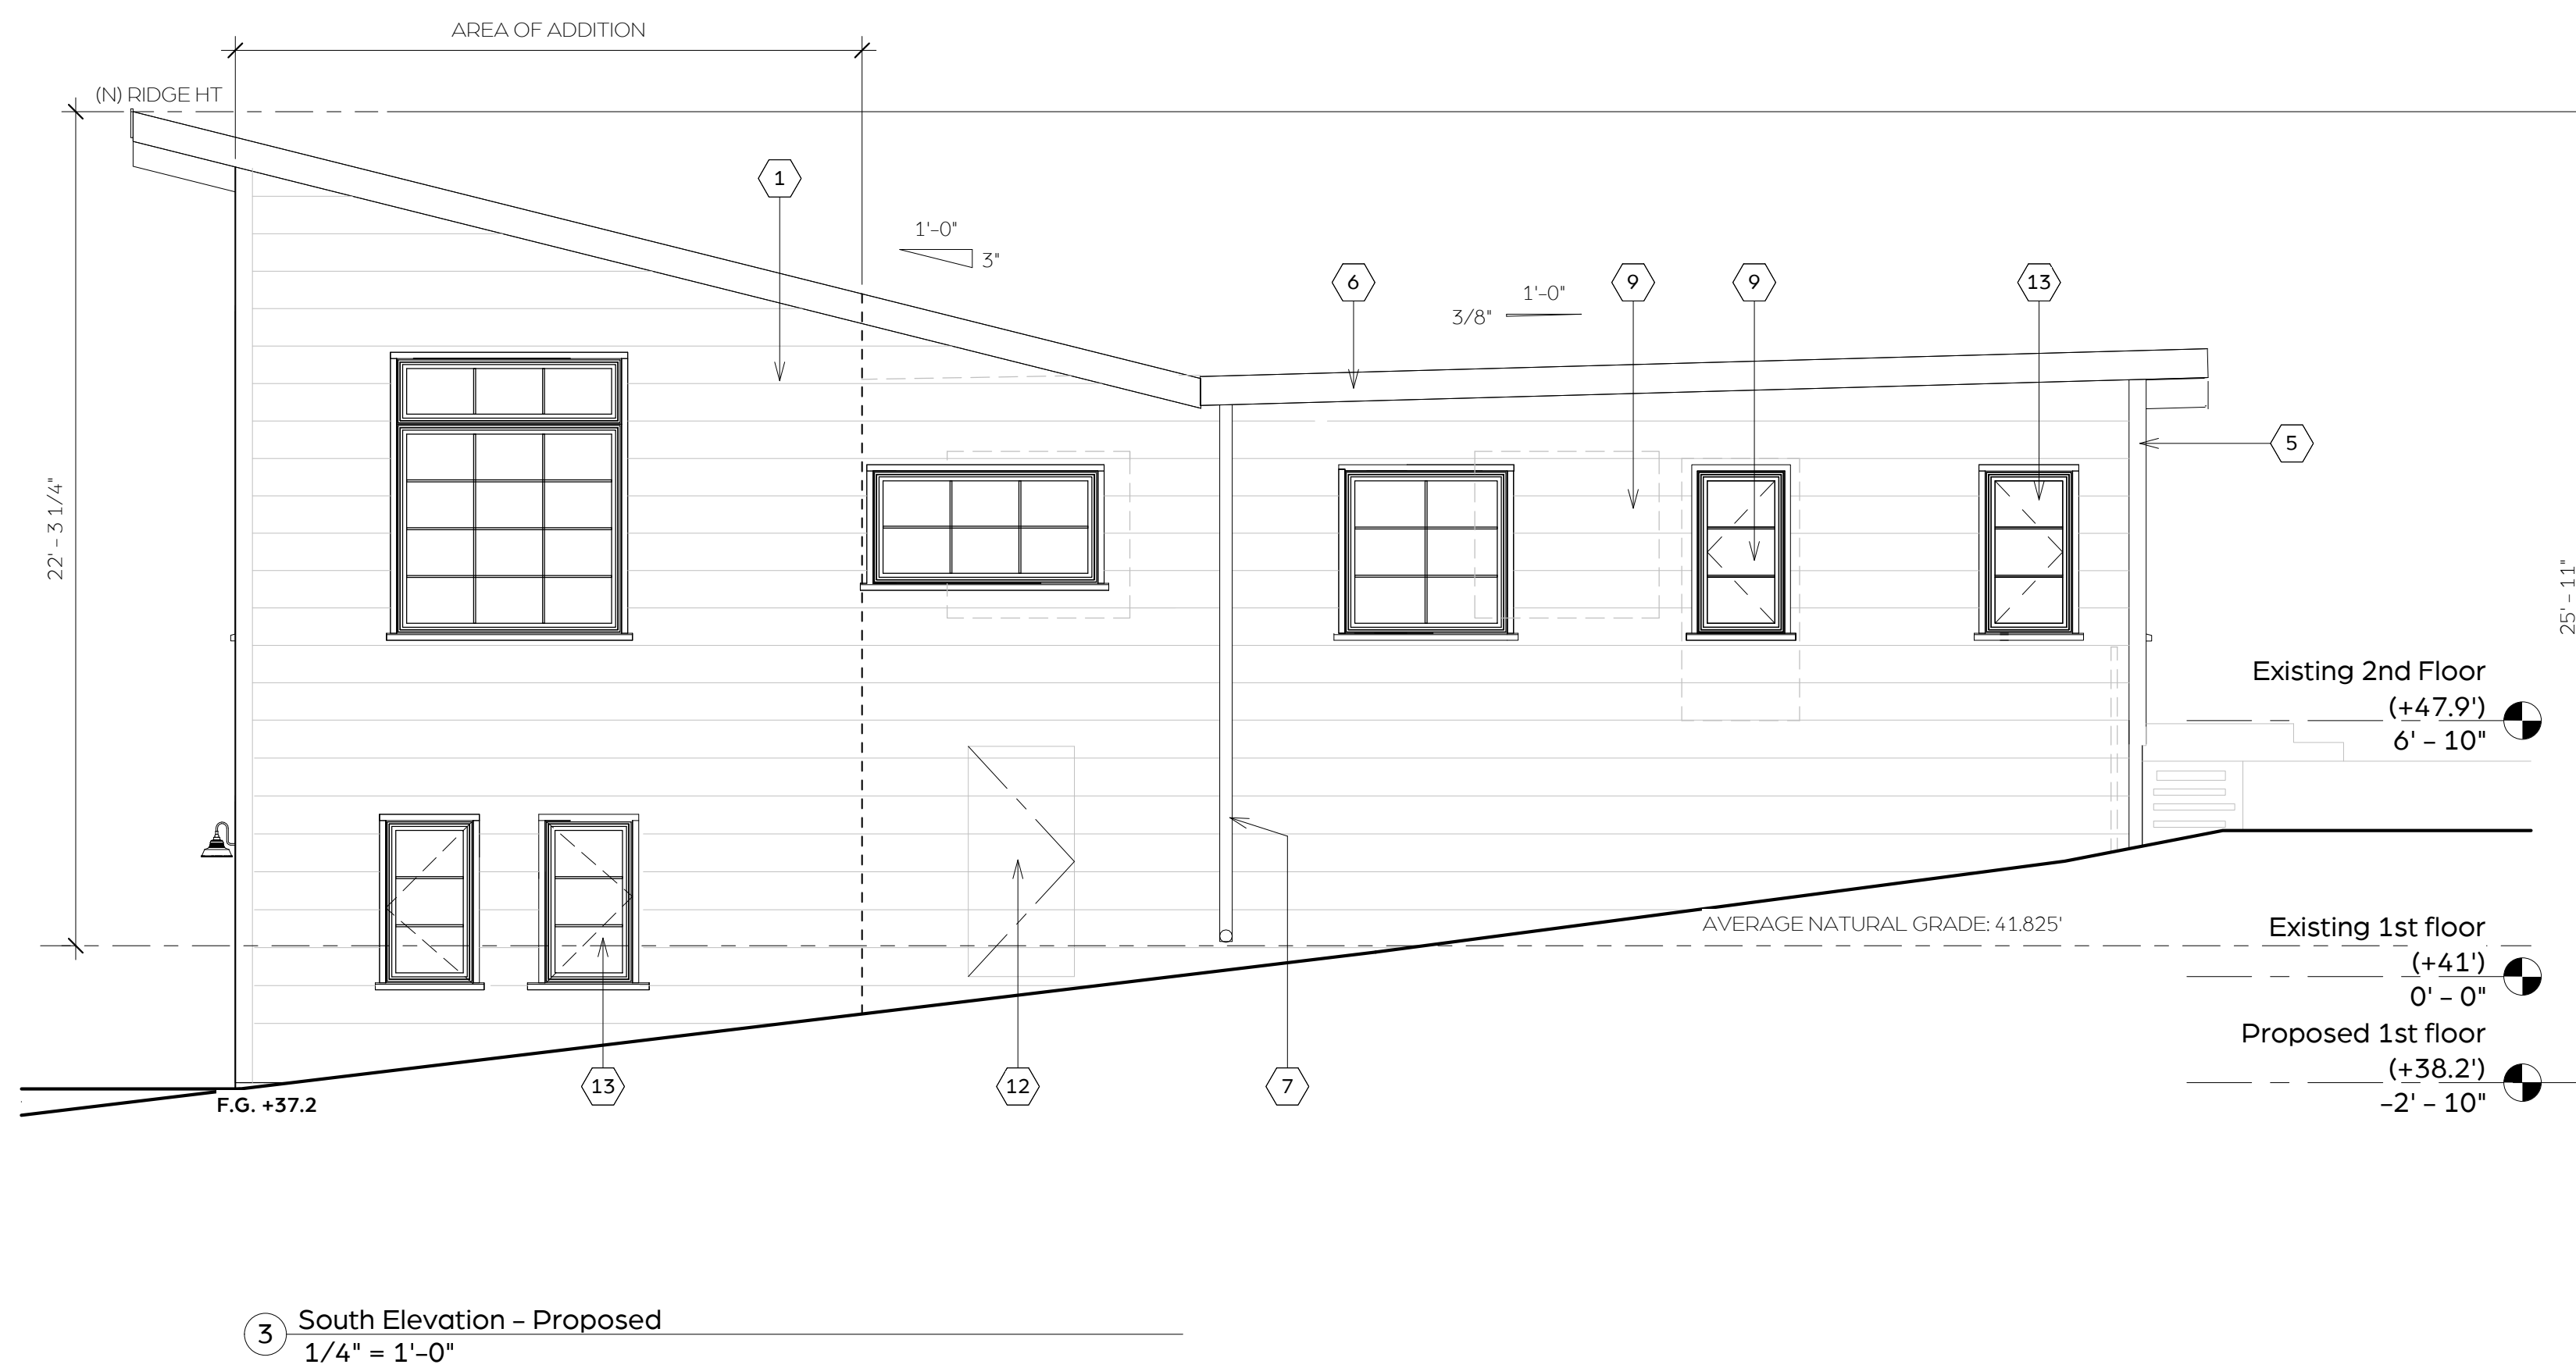 AREA OF ADDITION
(N) RIDGE HT
1
1'-0"
3"
6
3/8"
1'-0"
9
9
13
5
22' - 3 1/4"
25' - 11"
Existing 2nd Floor
(+47.9')
6' - 10"
AVERAGE NATURAL GRADE: 41.825'
Existing 1st floor
(+41')
0' - 0"
Proposed 1st floor
(+38.2')
-2' - 10"
F.G. +37.2
13
12
7
3
South Elevation - Proposed
1/4" = 1'-0"